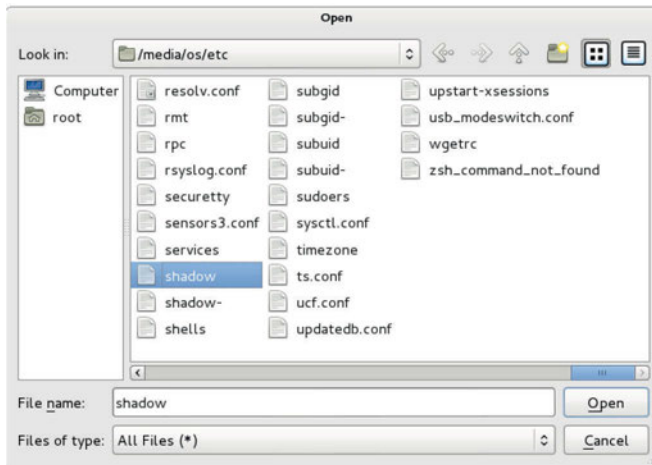 Open
Look in: /media/os/etc
Computer
root
resolv.conf
rmt
rpc
rsyslog.conf
securetty
sensors3.conf
services
shadow
shadow-
shells
subgid
subgid-
subuid
subuid-
sudoers
sysctl.conf
timezone
ts.conf
ucf.conf
updatedb.conf
upstart-xsessions
usb_modeswitch.conf
wgetrc
zsh_command_not_found
File name: shadow
Open
Files of type: All Files (*)
Cancel